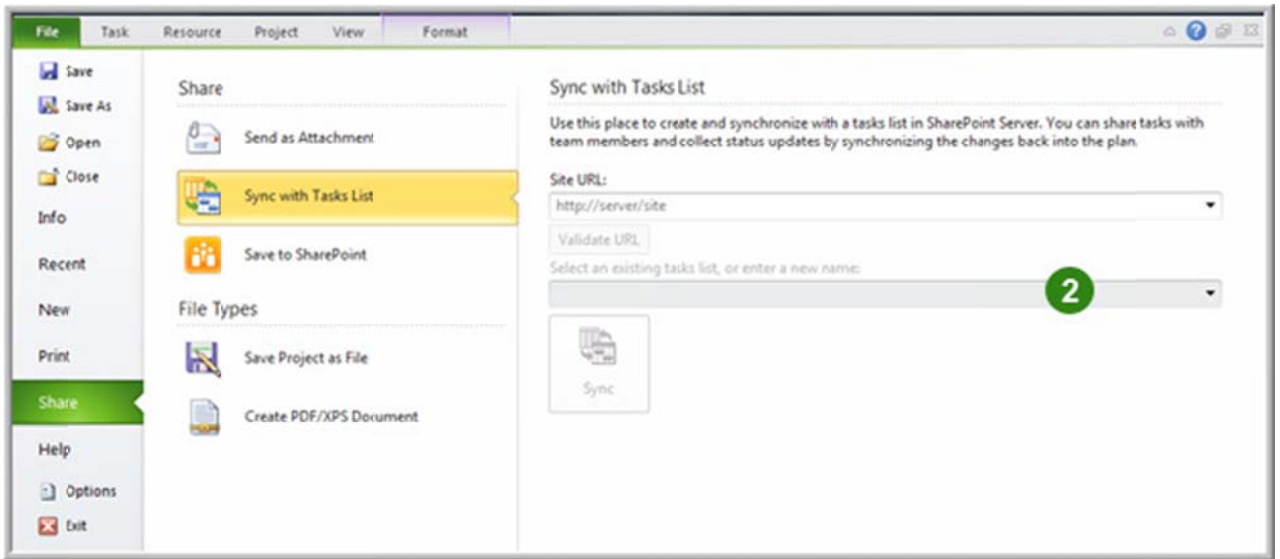 File Task Resource Project View Format
Save
Save As
Open
Close
Info
Recent
New
Print
Share
Help
Options
Exit
Share
Send as Attachment
Sync with Tasks List
Save to SharePoint
File Types
Save Project as File
Create PDF/XPS Document
Sync with Tasks List
Use this place to create and synchronize with a tasks list in SharePoint Server. You can share tasks with
team members and collect status updates by synchronizing the changes back into the plan.
Site URL:
http://server/site
Validate URL
Select an existing tasks list, or enter a new name:
2
Sync